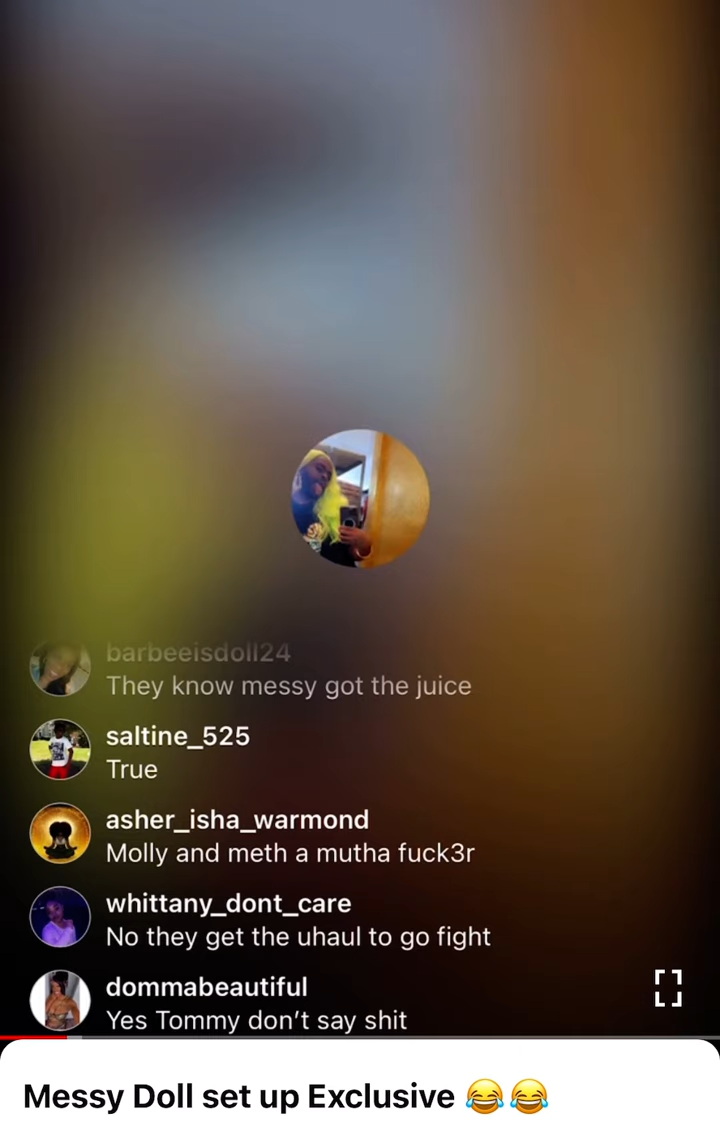 barbeeisdoll24
They know messy got the juice
saltine_525
True
asher_isha_warmond
Molly and meth a mutha fuck3r
whittany_dont_care
No they get the uhaul to go fight
dommabeautiful
Yes Tommy don’t say shit
Messy Doll set up Exclusive 😂😂